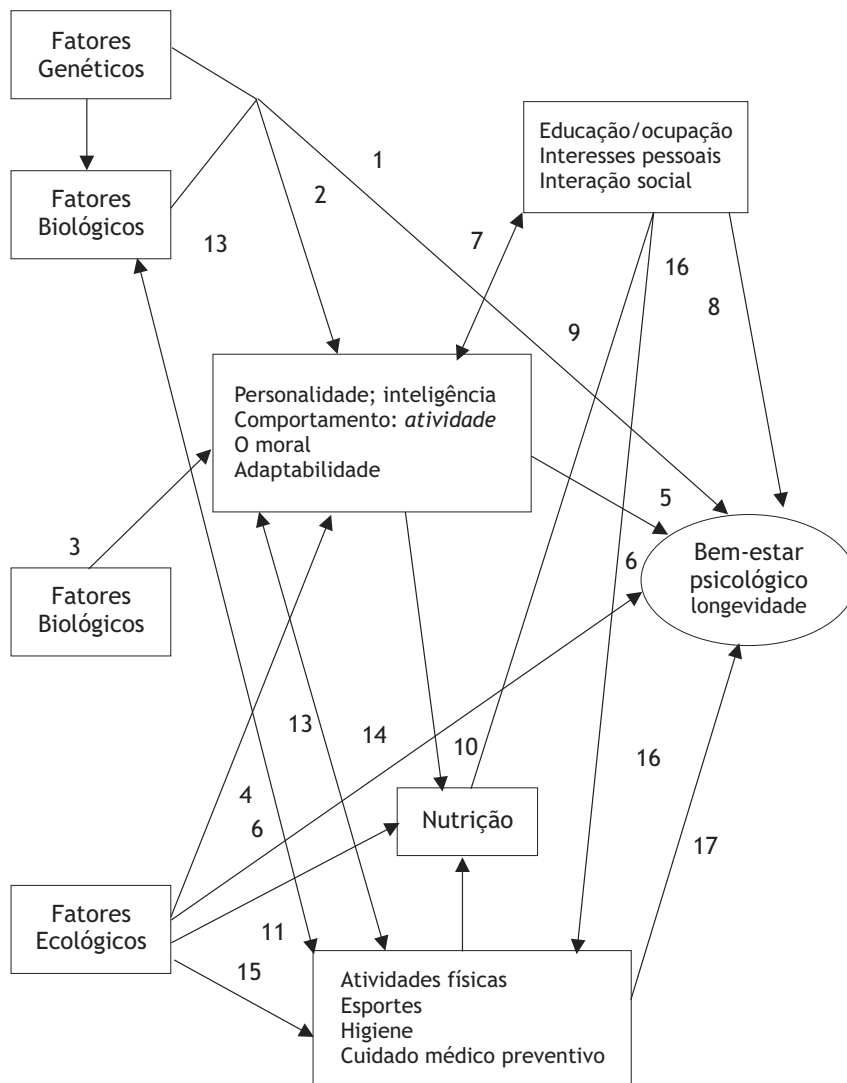 Fatores
Genéticos
Educação/ocupação
Interesses pessoais
Interação social
1
2
Fatores
Biológicos
13
7
16
8
9
Personalidade; inteligência
Comportamento: atividade
O moral
Adaptabilidade
5
3
6
Bem-estar
psicológico
longevidade
Fatores
Biológicos
13
14
10
16
4
6
Nutrição
17
Fatores
Ecológicos
11
15
Atividades físicas
Esportes
Higiene
Cuidado médico preventivo